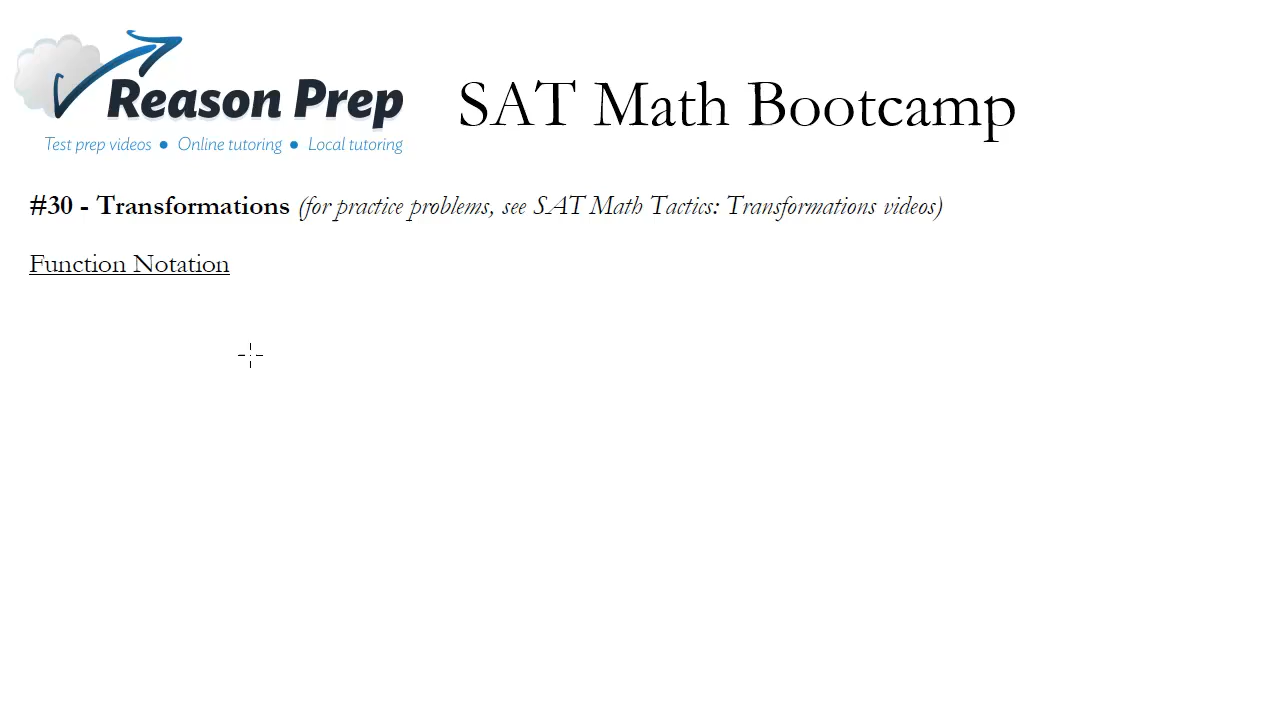 Reason Prep
Test prep videos ● Online tutoring ● Local tutoring
SAT Math Bootcamp
#30 - Transformations (for practice problems, see SAT Math Tactics: Transformations videos)
Function Notation